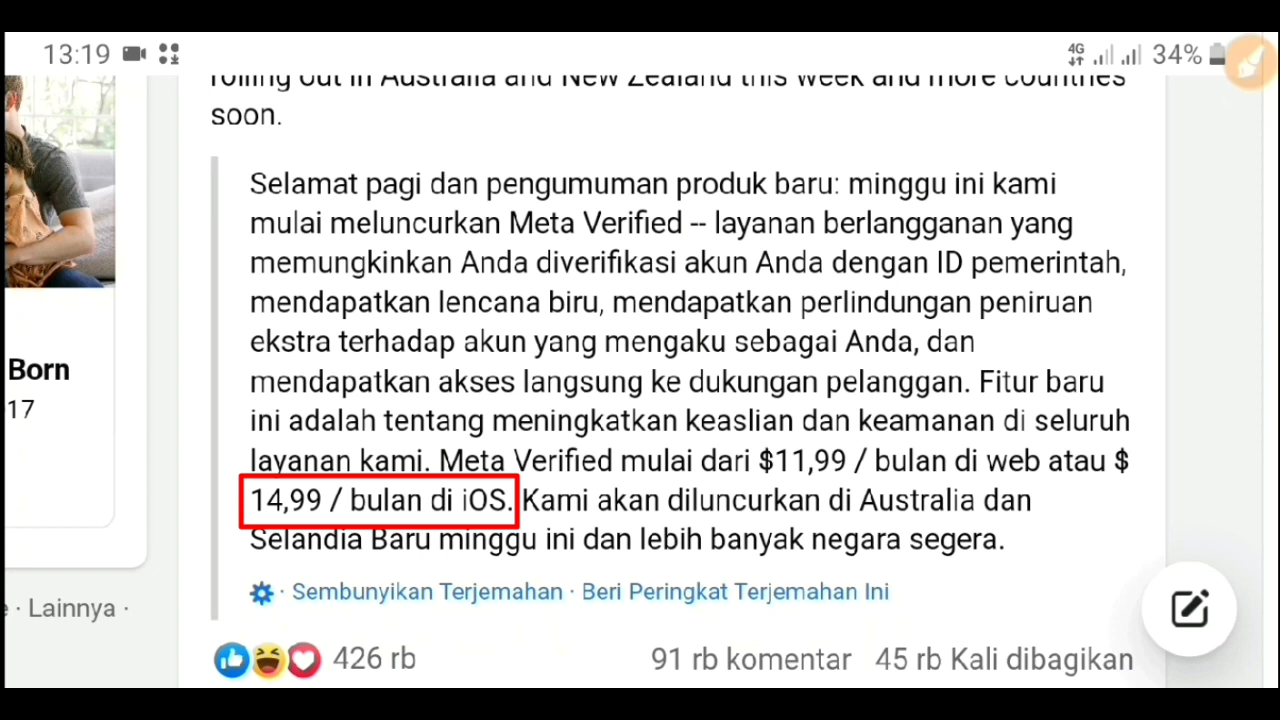 13:19
4G
34%
rolling out in Australia and New Zealand this week and more countries
soon.
Selamat pagi dan pengumuman produk baru: minggu ini kami
mulai meluncurkan Meta Verified -- layanan berlangganan yang
memungkinkan Anda diverifikasi akun Anda dengan ID pemerintah,
mendapatkan lencana biru, mendapatkan perlindungan peniruan
ekstra terhadap akun yang mengaku sebagai Anda, dan
mendapatkan akses langsung ke dukungan pelanggan. Fitur baru
ini adalah tentang meningkatkan keaslian dan keamanan di seluruh
layanan kami. Meta Verified mulai dari $11,99 / bulan di web atau $
14,99 / bulan di iOS. Kami akan diluncurkan di Australia dan
Selandia Baru minggu ini dan lebih banyak negara segera.
· Sembunyikan Terjemahan · Beri Peringkat Terjemahan Ini
426 rb
91 rb komentar 45 rb Kali dibagikan
Born
17
· Lainnya ·